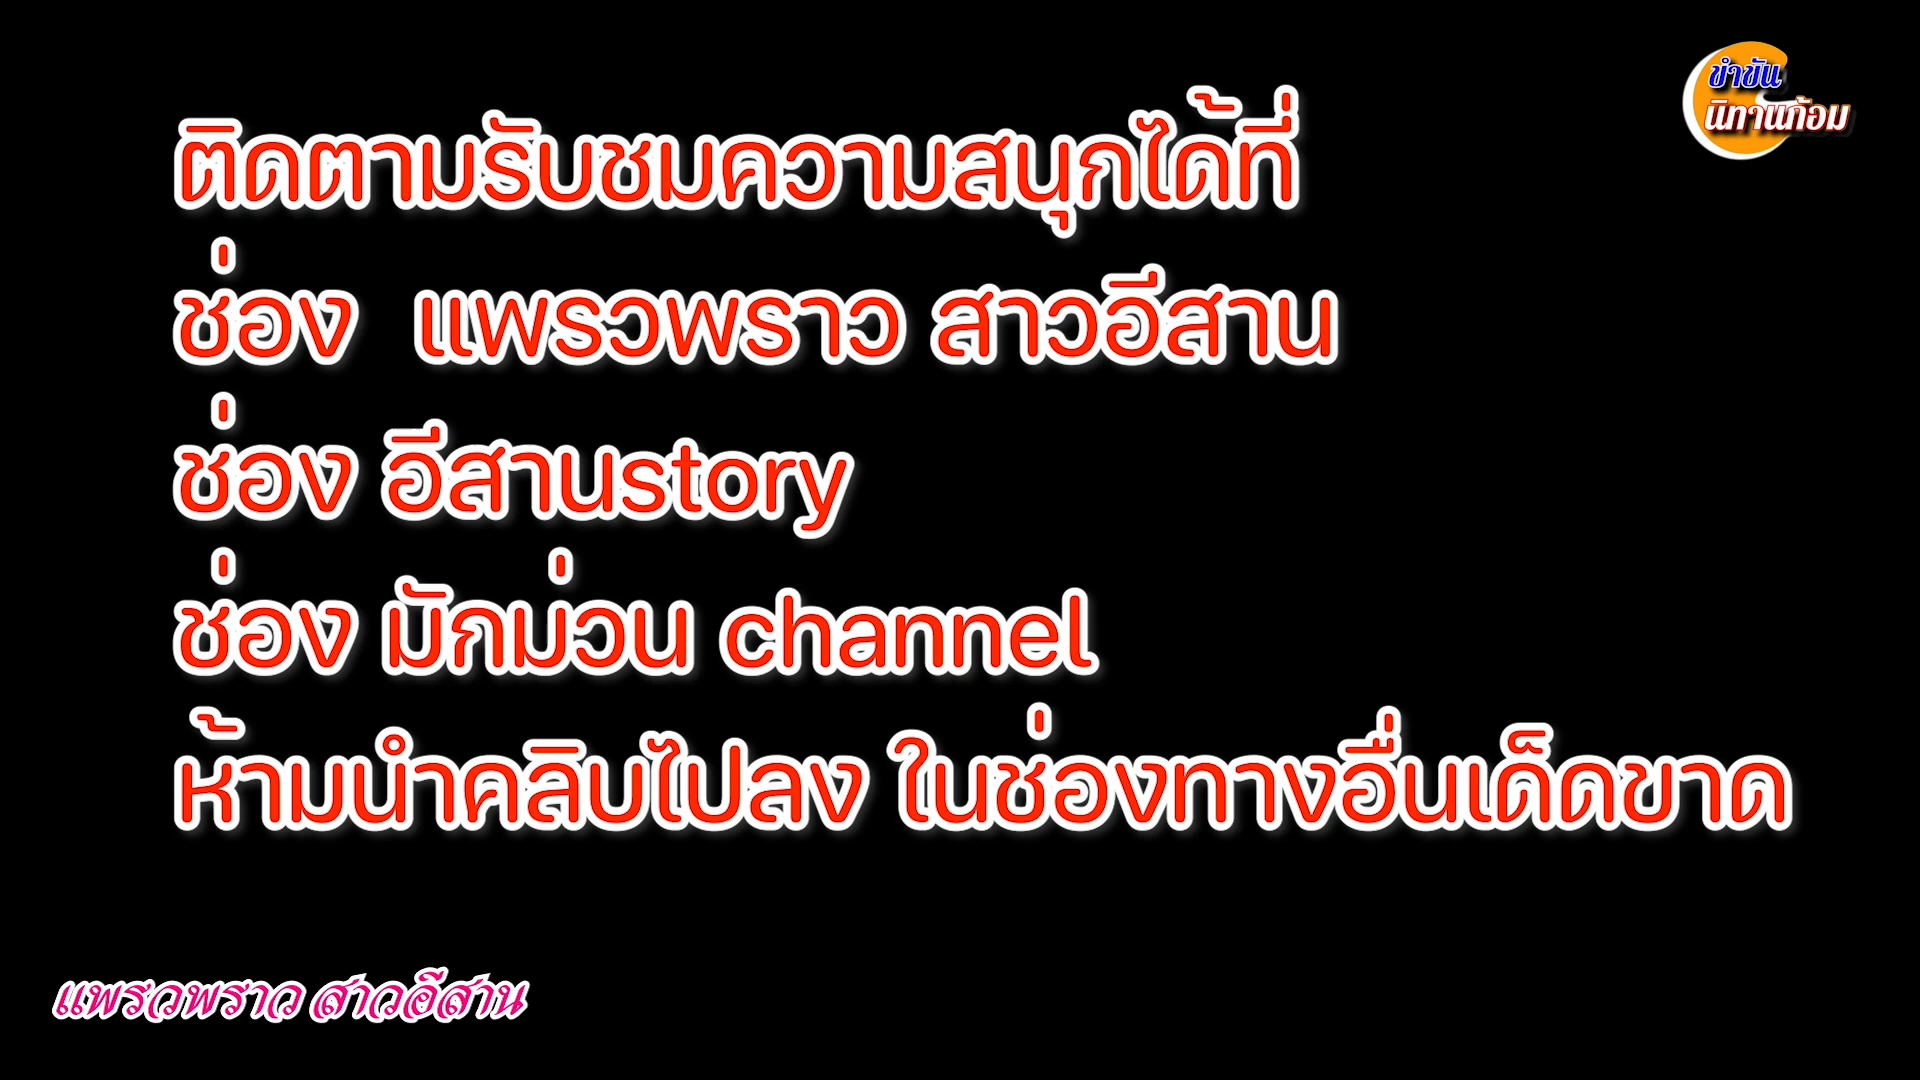 ขำขัน
นิทานก้อม
ติดตามรับชมความสนุกได้ที่
ช่อง แพรวพราว สาวอีสาน
ช่อง อีสานstory
ช่อง มักม่วน channel
ห้ามนำคลิบไปลง ในช่องทางอื่นเด็ดขาด
แพรวพราว สาวอีสาน